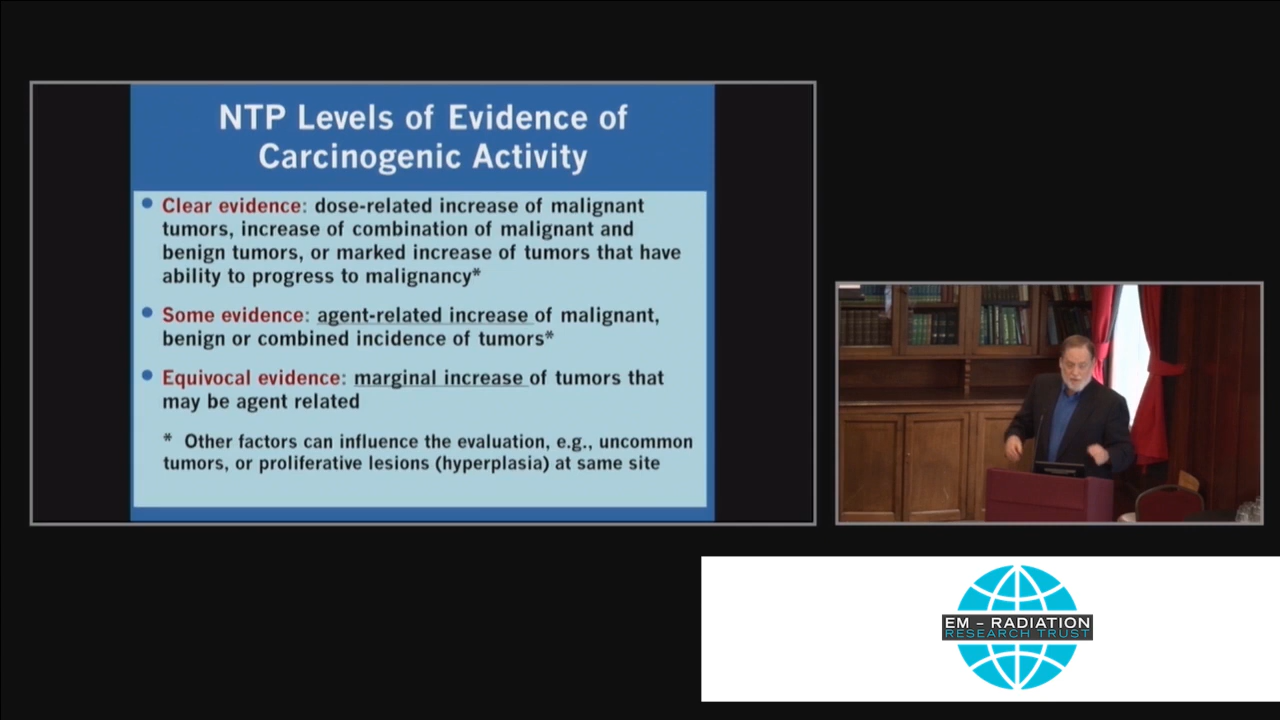 NTP Levels of Evidence of
Carcinogenic Activity
Clear evidence: dose-related increase of malignant
tumors, increase of combination of malignant and
benign tumors, or marked increase of tumors that have
ability to progress to malignancy*
Some evidence: agent-related increase of malignant,
benign or combined incidence of tumors*
Equivocal evidence: marginal increase of tumors that
may be agent related
* Other factors can influence the evaluation, e.g., uncommon
tumors, or proliferative lesions (hyperplasia) at same site
EM – RADIATION
RESEARCH TRUST